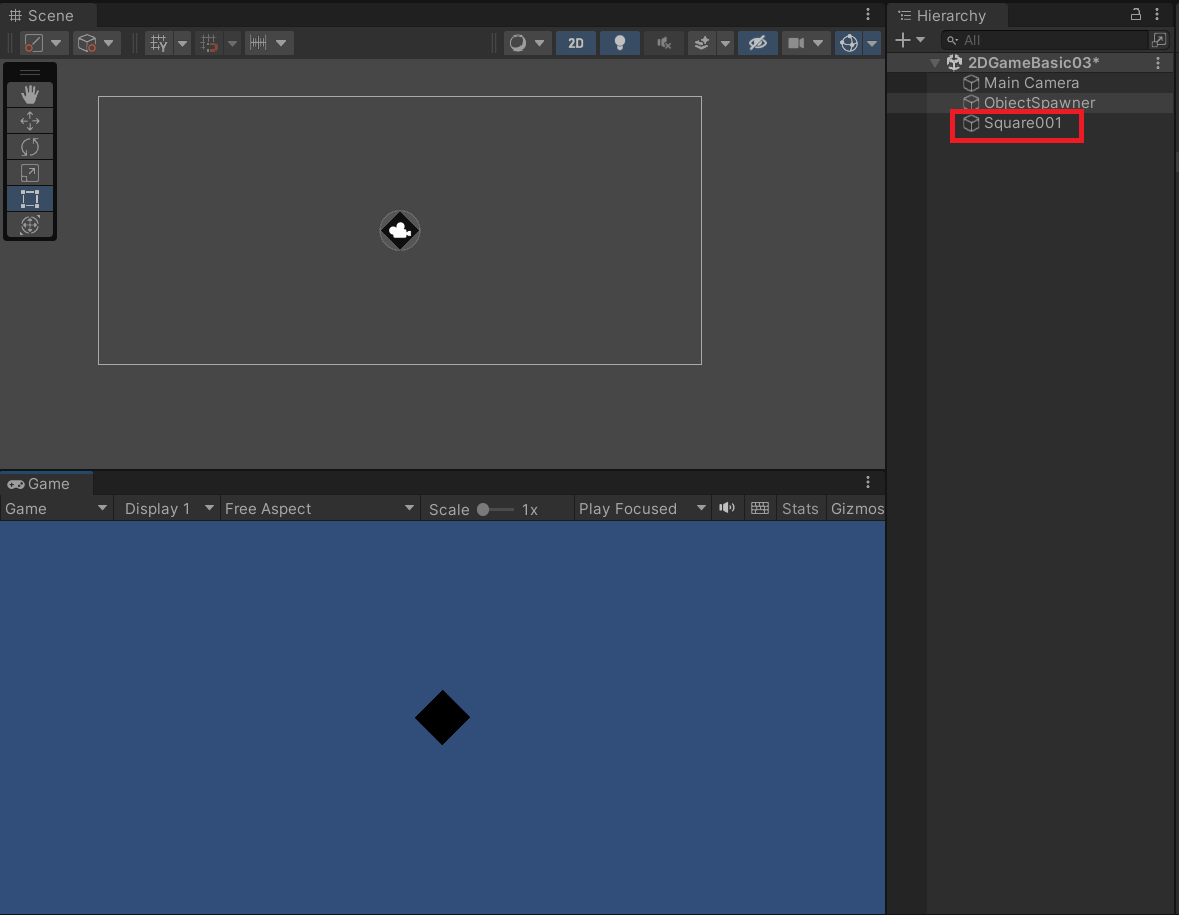 Scene
2D
Hierarchy
All
2DGameBasic03*
Main Camera
ObjectSpawner
Square001
Game
Game
Display 1
Free Aspect
Scale
1x
Play Focused
Stats
Gizmos